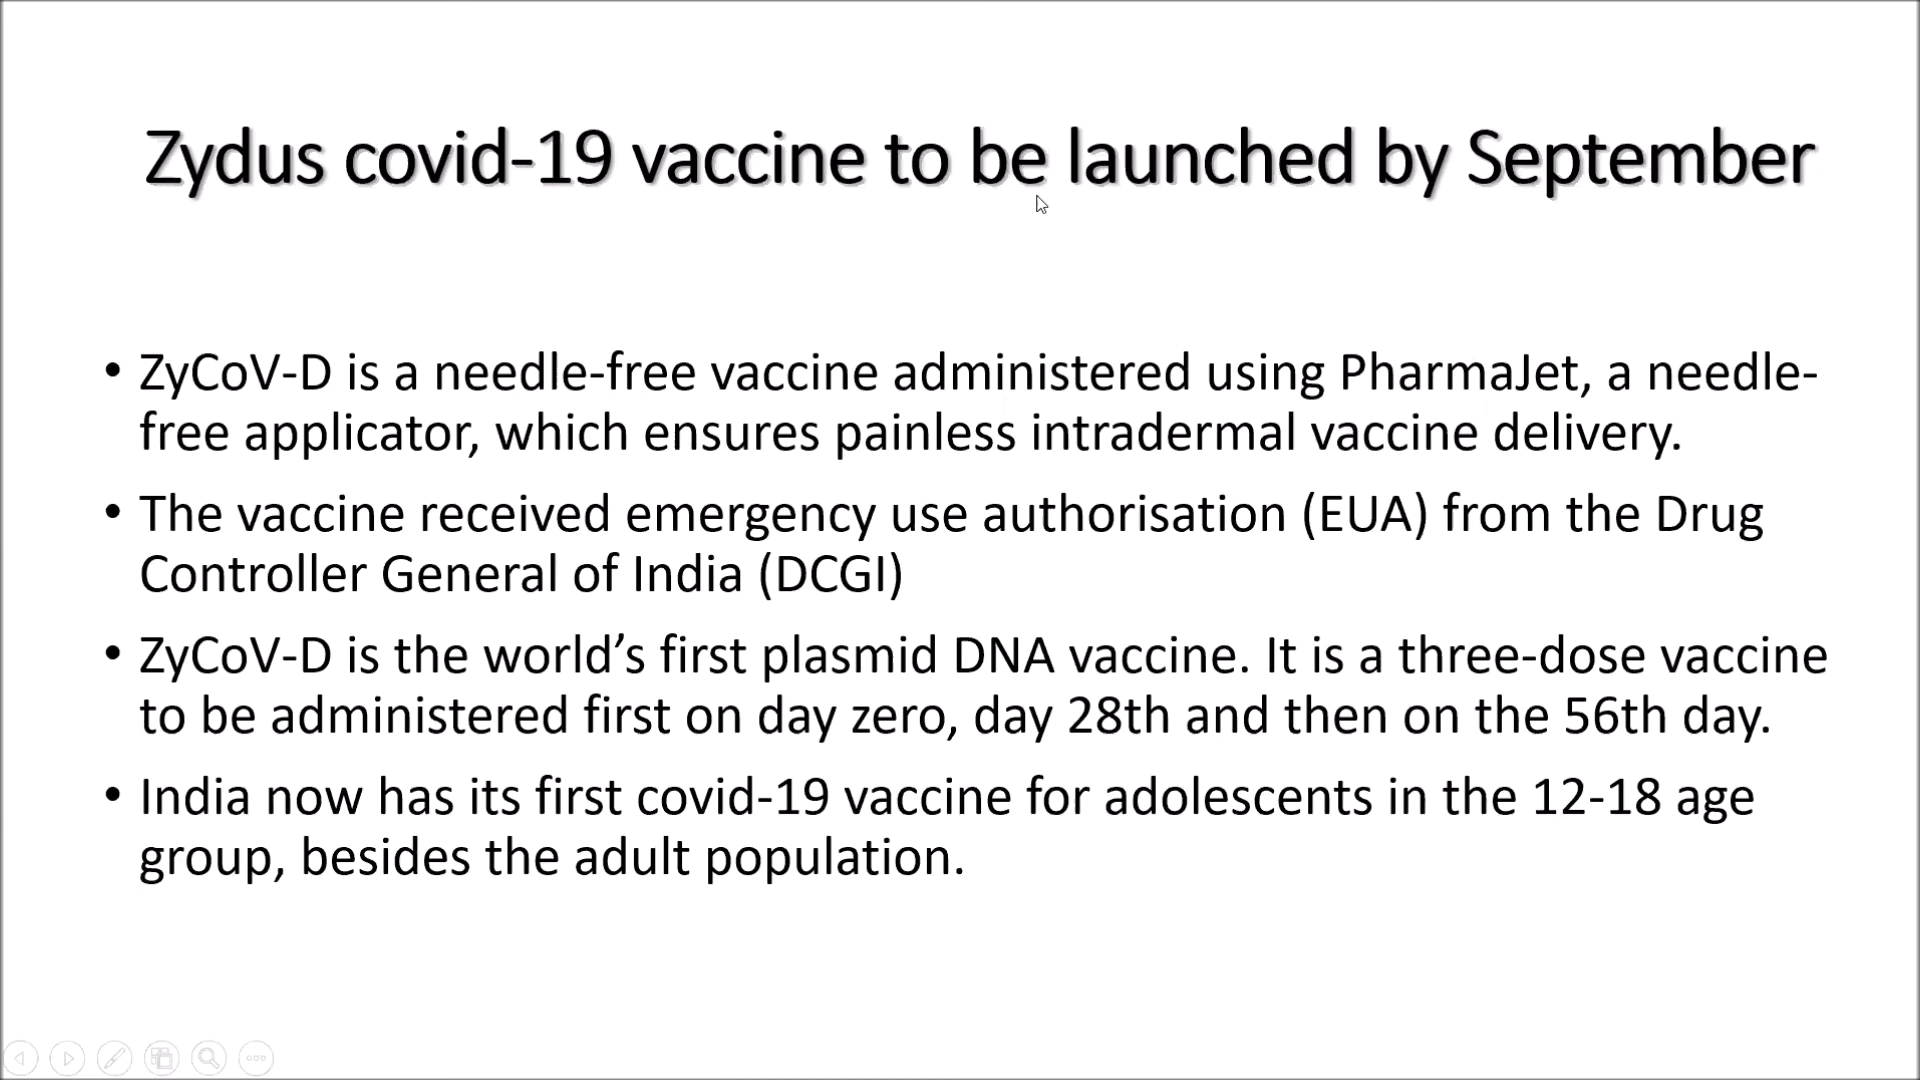 Zydus covid-19 vaccine to be launched by September
• ZyCoV-D is a needle-free vaccine administered using PharmaJet, a needle-
free applicator, which ensures painless intradermal vaccine delivery.
• The vaccine received emergency use authorisation (EUA) from the Drug
Controller General of India (DCGI)
• ZyCoV-D is the world’s first plasmid DNA vaccine. It is a three-dose vaccine
to be administered first on day zero, day 28th and then on the 56th day.
• India now has its first covid-19 vaccine for adolescents in the 12-18 age
group, besides the adult population.